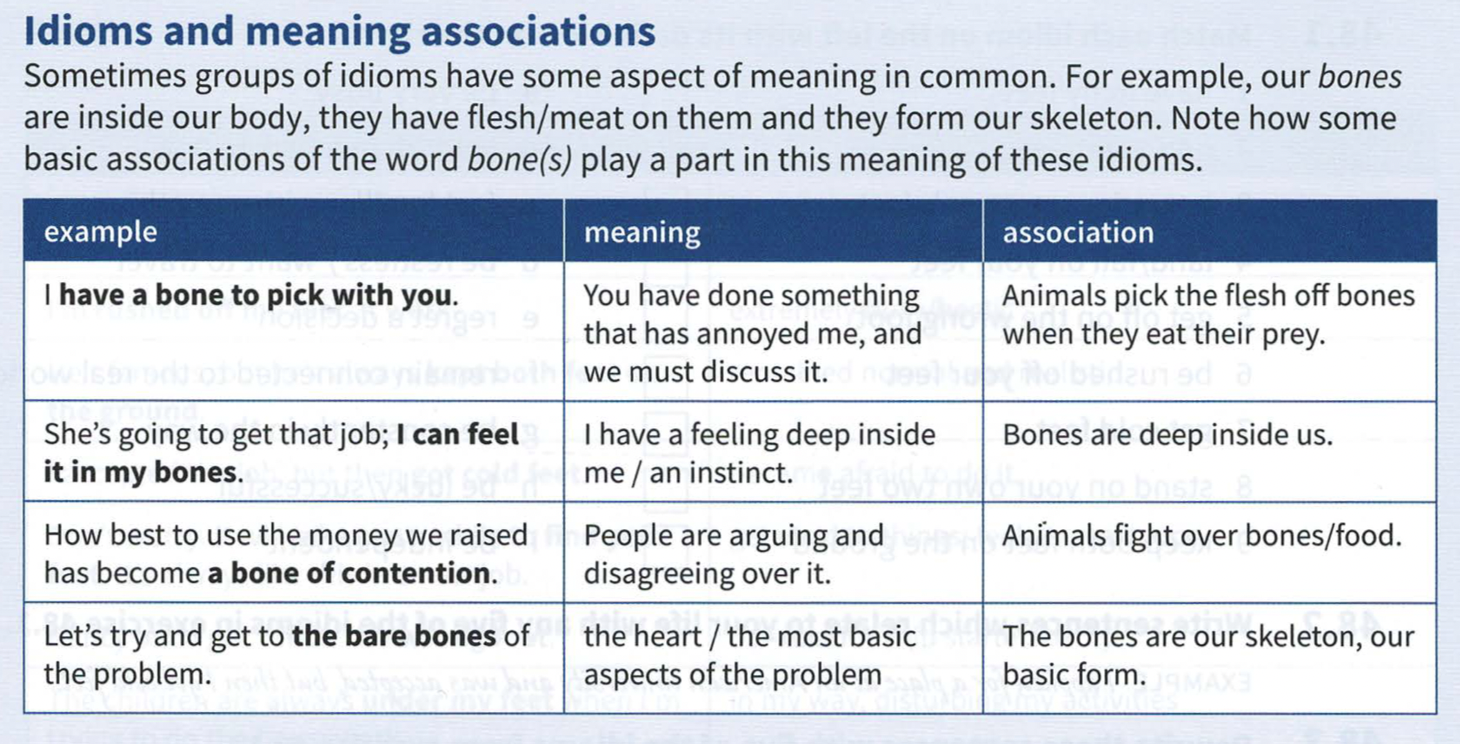 Idioms and meaning associations
Sometimes groups of idioms have some aspect of meaning in common. For example, our bones
are inside our body, they have flesh/meat on them and they form our skeleton. Note how some
basic associations of the word bone(s) play a part in this meaning of these idioms.
example
meaning
association
I have a bone to pick with you.
You have done something
that has annoyed me, and
we must discuss it.
Animals pick the flesh off bones
when they eat their prey.
She's going to get that job; I can feel
it in my bones.
I have a feeling deep inside
me / an instinct.
Bones are deep inside us.
How best to use the money we raised
has become a bone of contention.
People are arguing and
disagreeing over it.
Animals fight over bones/food.
Let's try and get to the bare bones of
the problem.
the heart / the most basic
aspects of the problem
The bones are our skeleton, our
basic form.